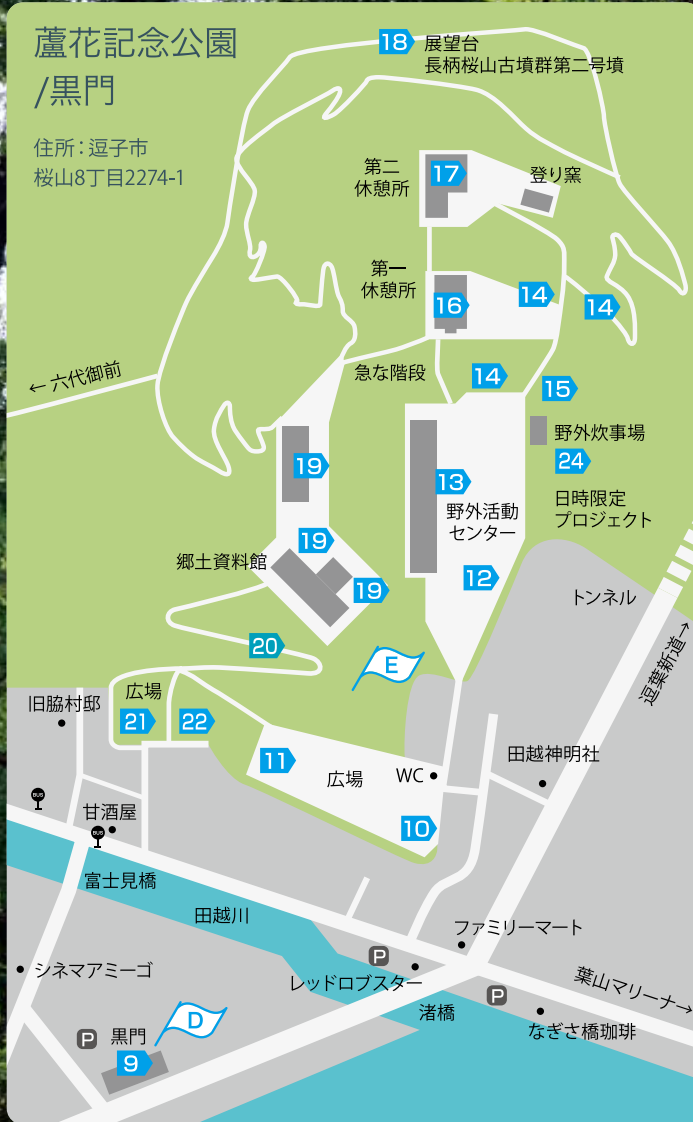 蘆花記念公園
/黒門
住所：逗子市
桜山8丁目2274-1
18
展望台
長柄桜山古墳群第二号墳
第二
休憩所
17
登り窯
第一
休憩所
16
14
14
← 六代御前
急な階段
14
15
野外炊事場
24
日時限定
プロジェクト
19
13
野外活動
センター
19
12
郷土資料館
19
トンネル
逗葉新道→
20
E
旧脇村邸
広場
21
22
11
広場
WC
田越神明社
10
BUS
甘酒屋
BUS
富士見橋
田越川
ファミリーマート
P
シネマアミーゴ
レッドロブスター
葉山マリーナ→
P
渚橋
なぎさ橋珈琲
D
P
黒門
9